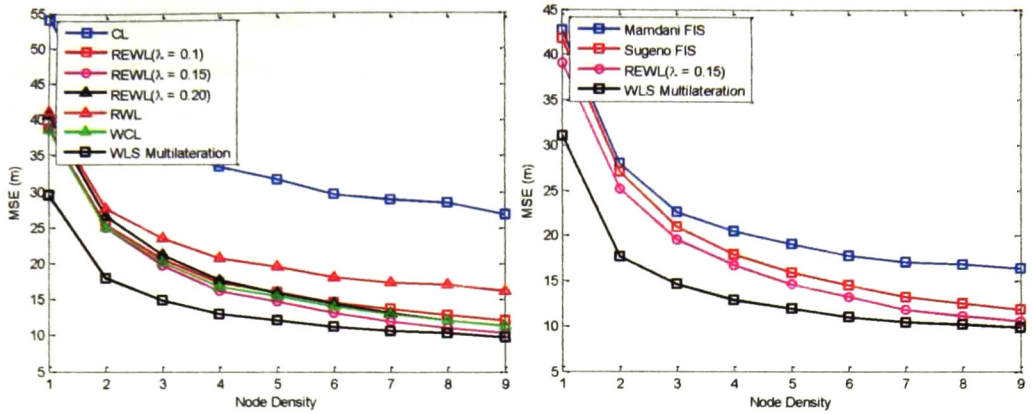 55
50
45
40
35
30
25
20
15
10
5
MSE (m)
CL
REWL(λ = 0.1)
REWL(λ = 0.15)
REWL(λ = 0.20)
RWL
WCL
WLS Multilateration
1 2 3 4 5 6 7 8 9
Node Density
45
40
35
30
25
20
15
10
5
MSE (m)
Mamdani FIS
Sugeno FIS
REWL(λ = 0.15)
WLS Multilateration
1 2 3 4 5 6 7 8 9
Node Density